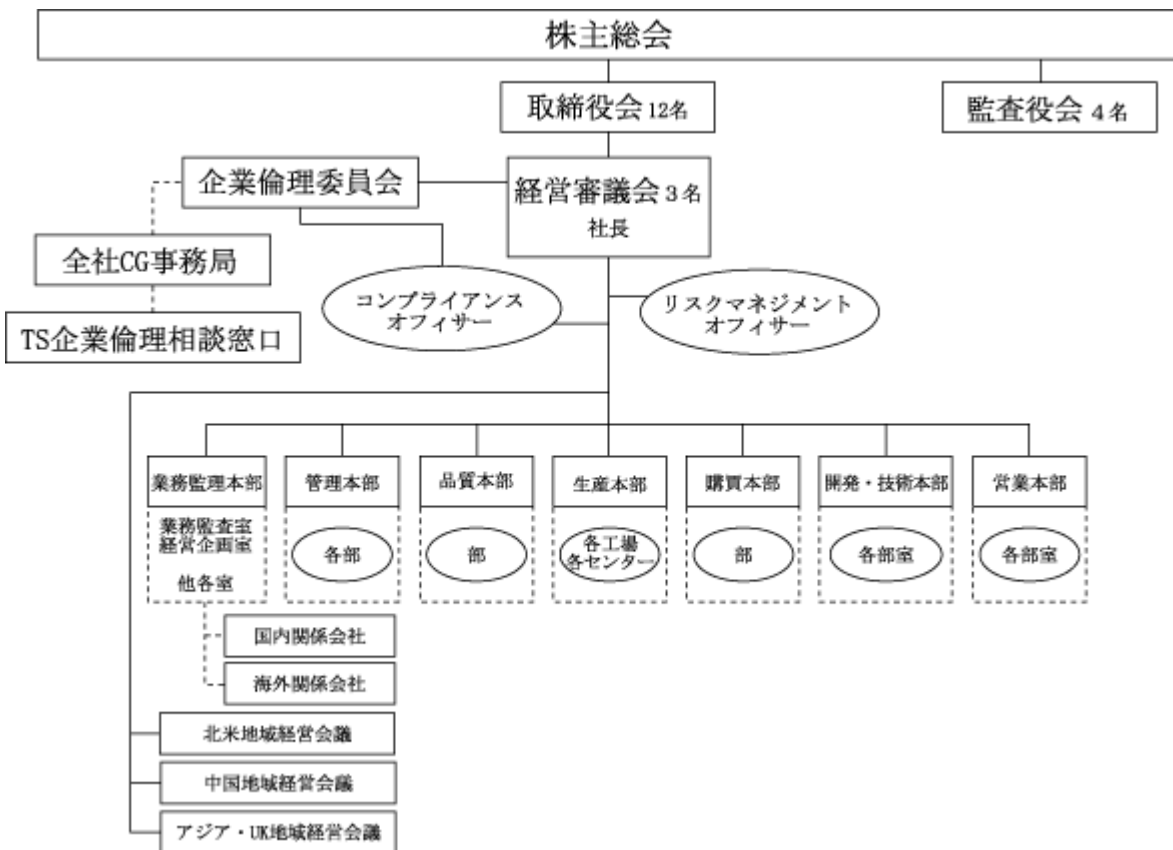 株主総会
取締役会 12名
監査役会 4名
企業倫理委員会
経営審議会 3名
社長
全社CG事務局
コンプライアンス
オフィサー
リスクマネジメント
オフィサー
TS企業倫理相談窓口
業務監理本部
管理本部
品質本部
生産本部
購買本部
開発・技術本部
営業本部
業務監査室
経営企画室
他各室
各部
部
各工場
各センター
部
各部室
各部室
国内関係会社
海外関係会社
北米地域経営会議
中国地域経営会議
アジア・UK地域経営会議